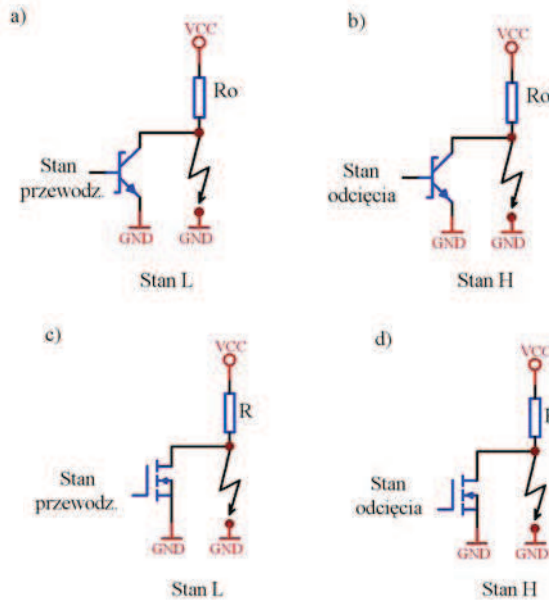 a)
VCC
Ro
Stan
przewodz.
GND
GND
Stan L
b)
VCC
Ro
Stan
odcięcia
GND
GND
Stan H
c)
VCC
R
Stan
przewodz.
GND
GND
Stan L
d)
VCC
Stan
odcięcia
GND
GND
Stan H